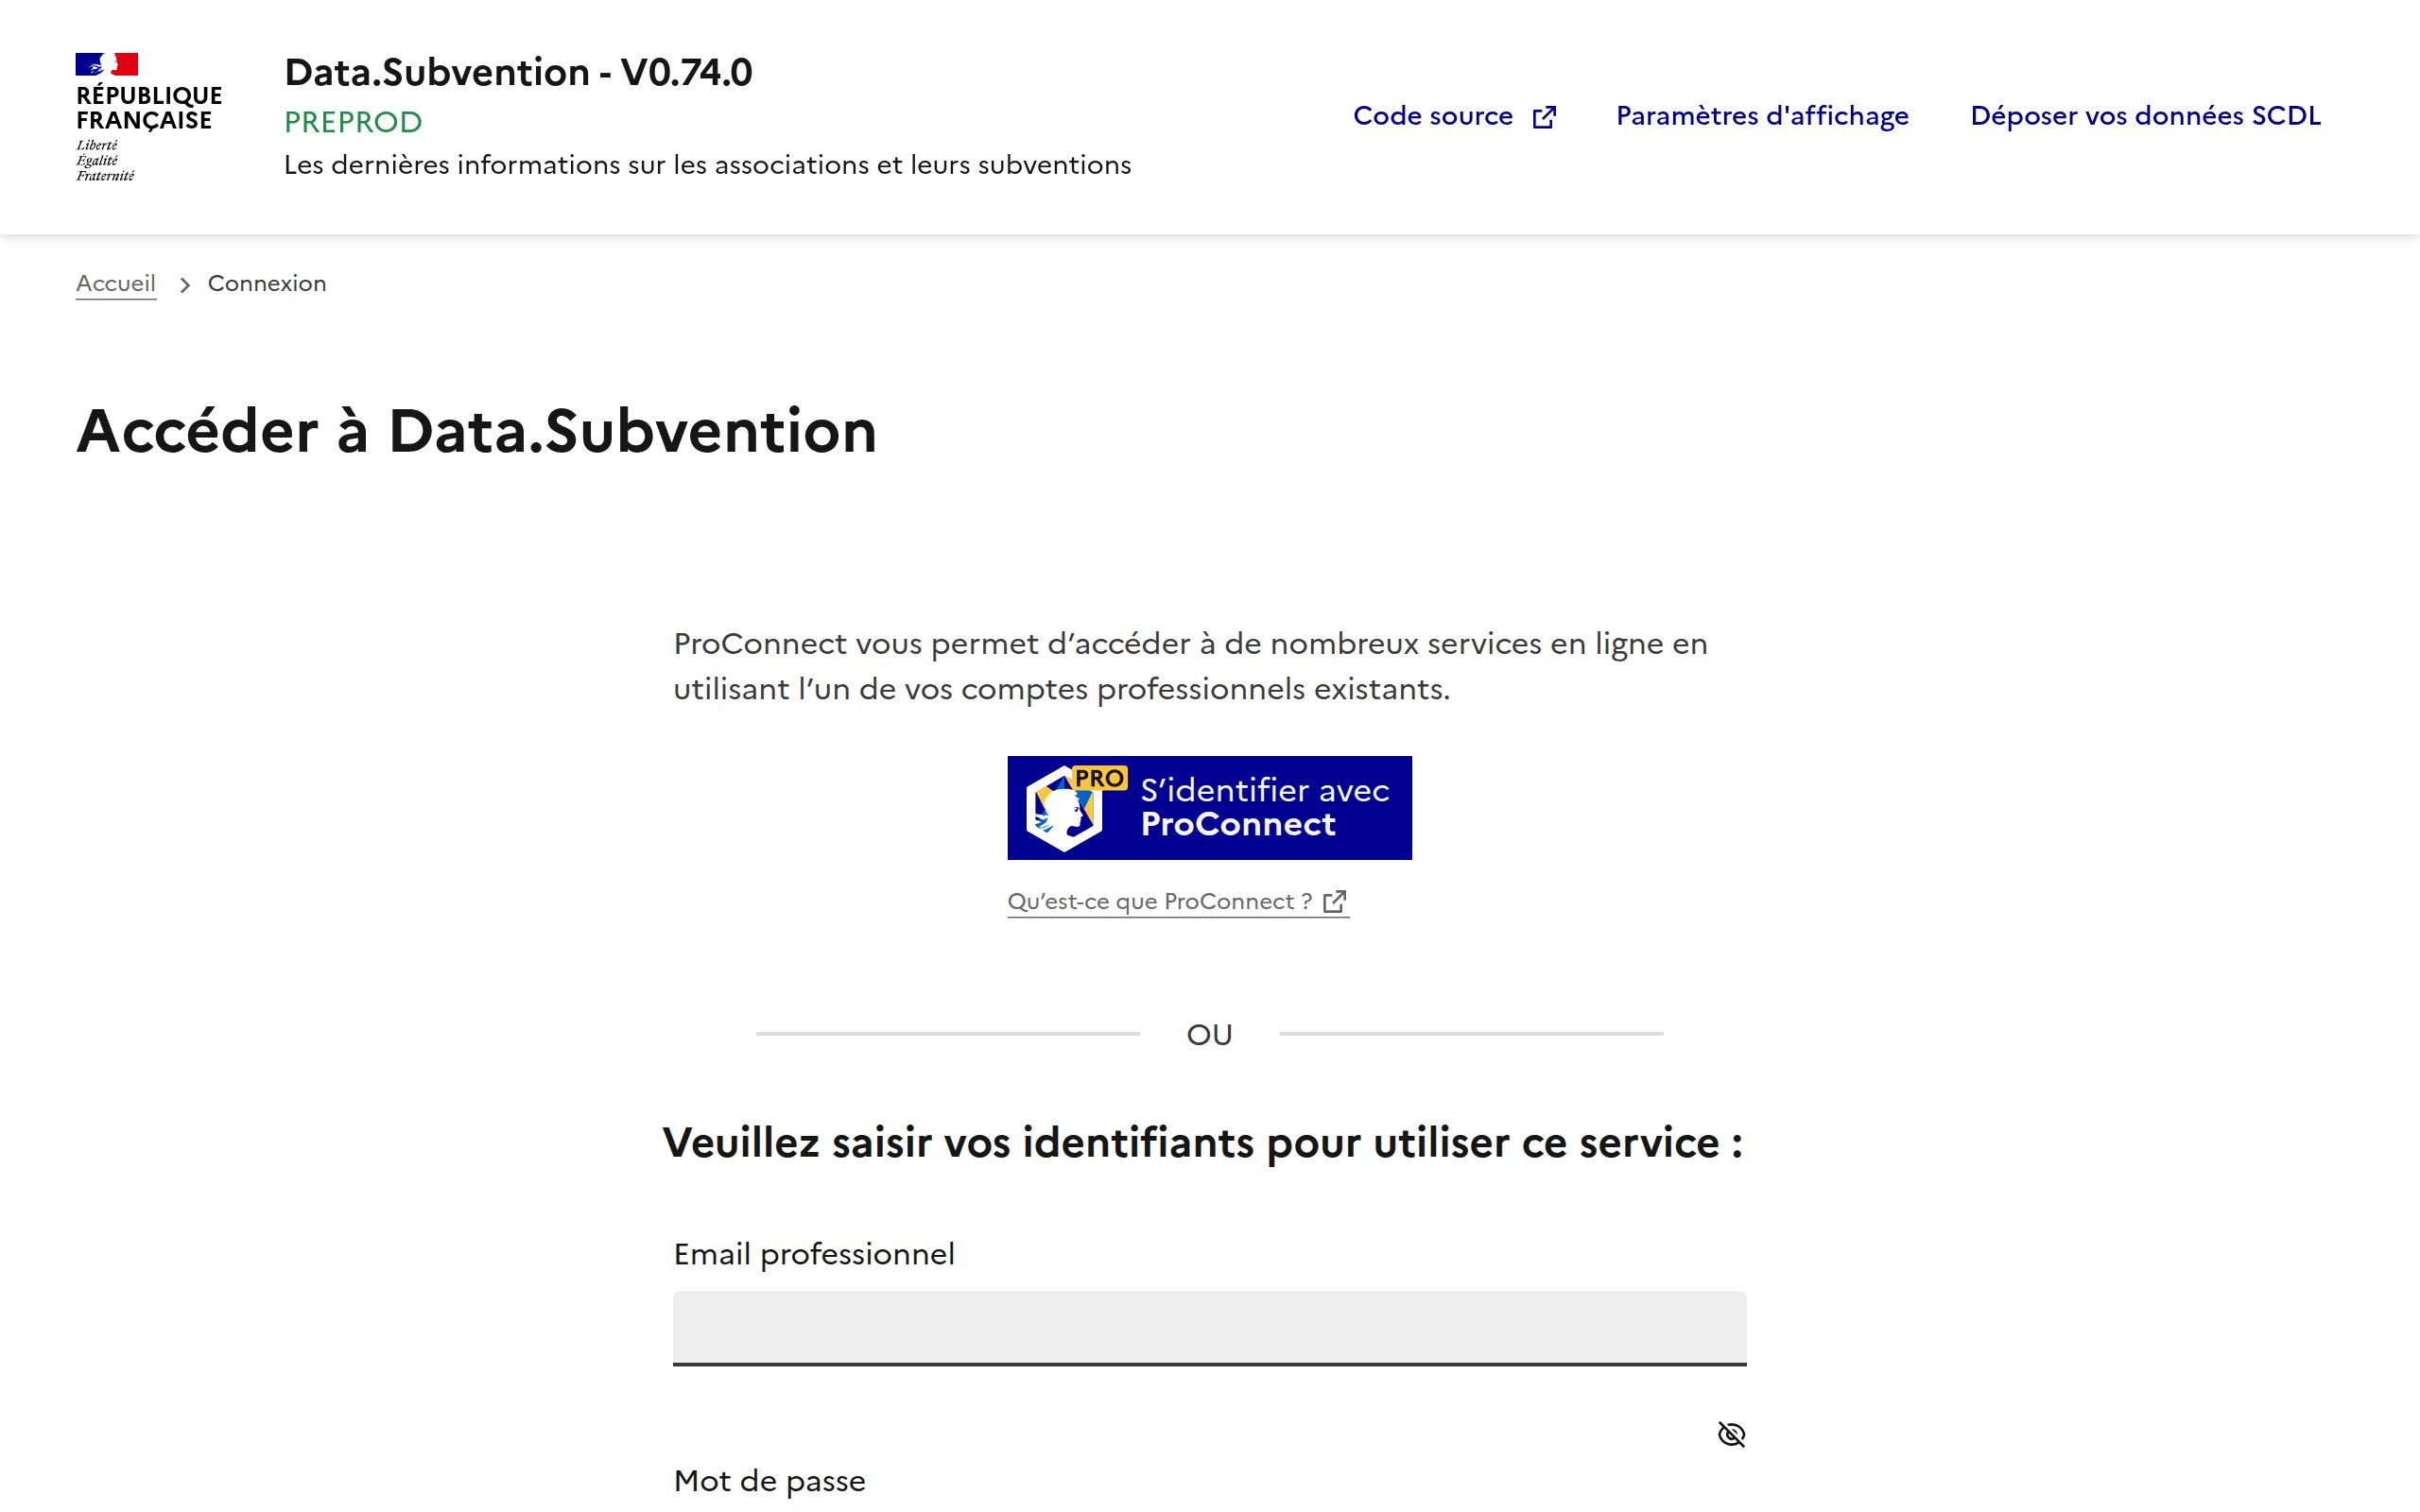 RÉPUBLIQUE
FRANÇAISE
Liberté
Égalité
Fraternité
Data.Subvention - V0.74.0
PREPROD
Les dernières informations sur les associations et leurs subventions
Code source
Paramètres d'affichage
Déposer vos données SCDL
Accueil
Connexion
Accéder à Data.Subvention
ProConnect vous permet d’accéder à de nombreux services en ligne en
utilisant l’un de vos comptes professionnels existants.
PRO
S’identifier avec
ProConnect
Qu’est-ce que ProConnect ?
OU
Veuillez saisir vos identifiants pour utiliser ce service :
Email professionnel
Mot de passe